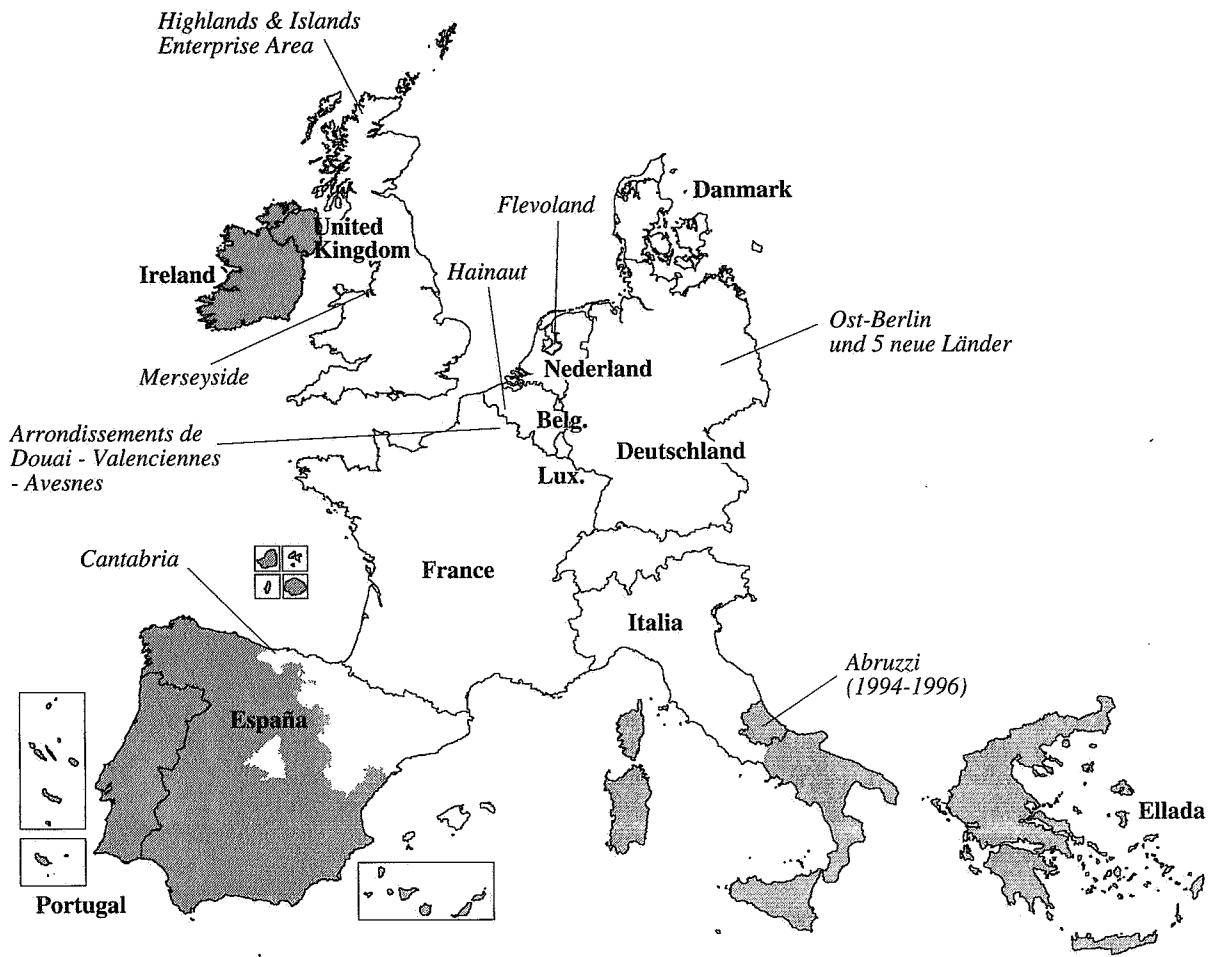 Highlands & Islands
Enterprise Area
Danmark
Flevoland
United
Kingdom
Ireland
Hainaut
Ost-Berlin
und 5 neue Länder
Merseyside
Nederland
Belg.
Arrondissements de
Douai - Valenciennes
- Avesnes
Deutschland
Lux.
Cantabria
France
Italia
Abruzzi
(1994-1996)
España
Ellada
Portugal